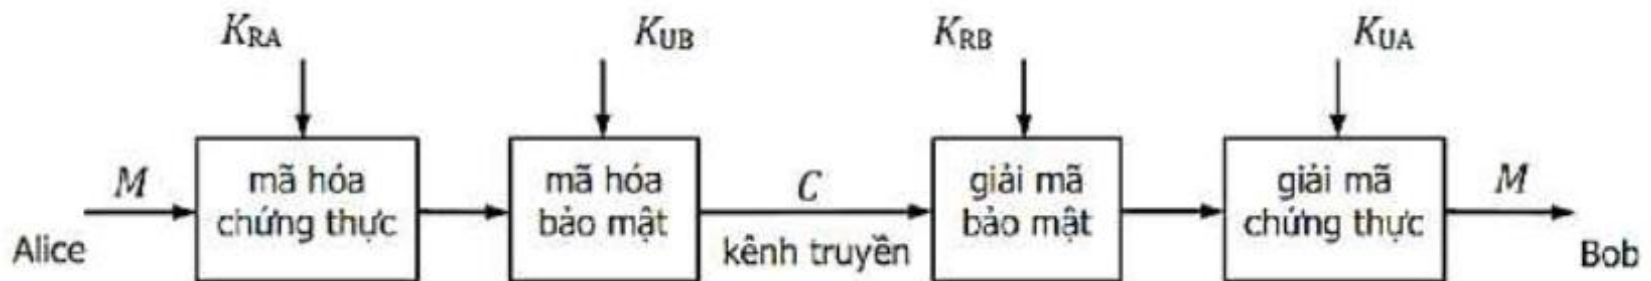 K_RA K_UB K_RB K_UA
M mã hóa mã hóa C giải mã giải mã M
chứng thực bảo mật bảo mật chứng thực
Alice kênh truyền Bob